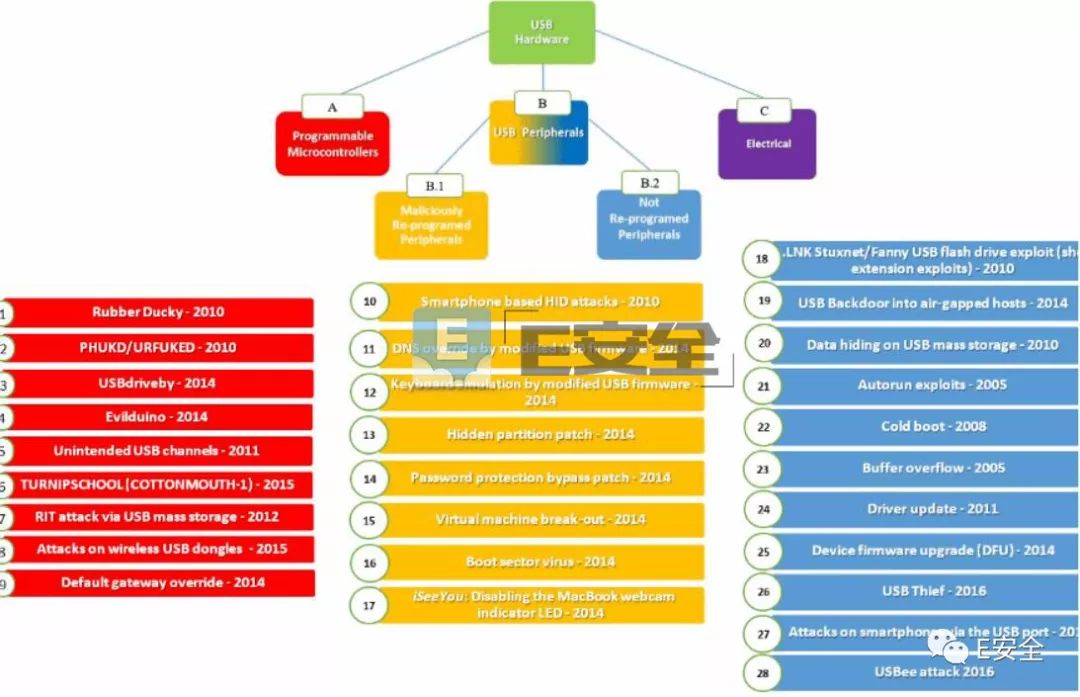 USB
Hardware
A
Programmable
Microcontrollers
B
USB Peripherals
C
Electrical
B.1
Maliciously
Re-programed
Peripherals
B.2
Not
Re-programed
Peripherals
1
Rubber Ducky - 2010
2
PHUKD/URFUKED - 2010
3
USBdriveby - 2014
4
Evilduino - 2014
5
Unintended USB channels - 2011
6
TURNIPSCHOOL (COTTONMOUTH-1) - 2015
7
RIT attack via USB mass storage - 2012
8
Attacks on wireless USB dongles - 2015
9
Default gateway override - 2014
10
Smartphone based HID attacks - 2010
11
DNS override by modified USB firmware - 2014
12
Keyboard emulation by modified USB firmware -
2014
13
Hidden partition patch - 2014
14
Password protection bypass patch - 2014
15
Virtual machine break-out - 2014
16
Boot sector virus - 2014
17
iSeeYou: Disabling the MacBook webcam
indicator LED - 2014
18
.LNK Stuxnet/Fanny USB flash drive exploit (sh
extension exploits) - 2010
19
USB Backdoor into air-gapped hosts - 2014
20
Data hiding on USB mass storage - 2010
21
Autorun exploits - 2005
22
Cold boot - 2008
23
Buffer overflow - 2005
24
Driver update - 2011
25
Device firmware upgrade (DFU) - 2014
26
USB Thief - 2016
27
Attacks on smartphones via the USB port - 201
28
USBee attack 2016
E
E安全
E安全